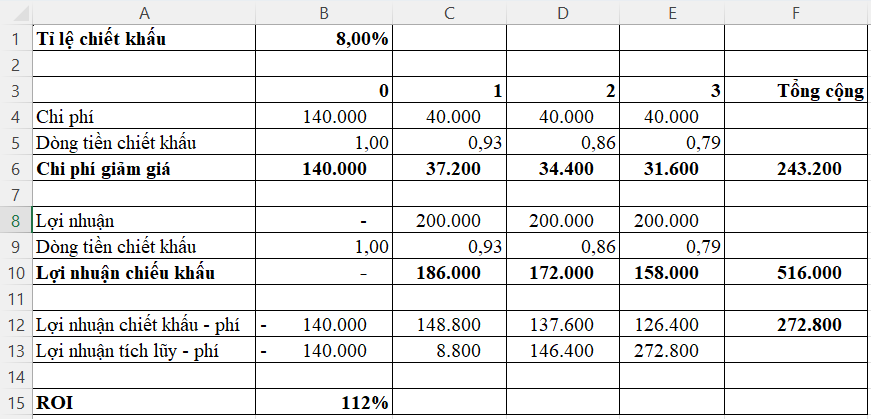 A B C D E F
1 Tỉ lệ chiết khấu 8,00%
2
3 0 1 2 3 Tổng cộng
4 Chi phí 140.000 40.000 40.000 40.000
5 Dòng tiền chiết khấu 1,00 0,93 0,86 0,79
6 Chi phí giảm giá 140.000 37.200 34.400 31.600 243.200
7
8 Lợi nhuận - 200.000 200.000 200.000
9 Dòng tiền chiết khấu 1,00 0,93 0,86 0,79
10 Lợi nhuận chiếu khấu - 186.000 172.000 158.000 516.000
11
12 Lợi nhuận chiết khấu - phí - 140.000 148.800 137.600 126.400 272.800
13 Lợi nhuận tích lũy - phí - 140.000 8.800 146.400 272.800
14
15 ROI 112%